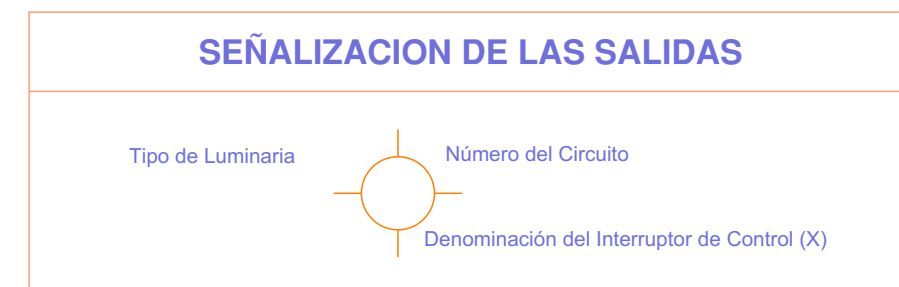 SEÑALIZACION DE LAS SALIDAS
Tipo de Luminaria
Número del Circuito
Denominación del Interruptor de Control (X)